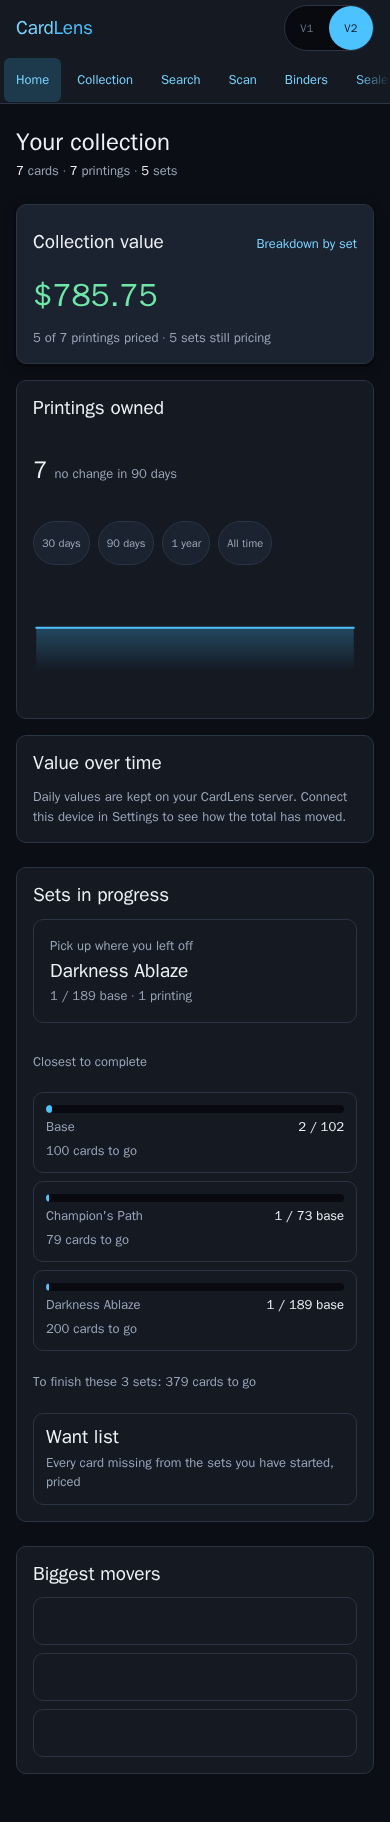 CardLens
V1
V2
Home
Collection
Search
Scan
Binders
Seale
Your collection
7 cards · 7 printings · 5 sets
Collection value
Breakdown by set
$785.75
5 of 7 printings priced · 5 sets still pricing
Printings owned
7 no change in 90 days
30 days
90 days
1 year
All time
Value over time
Daily values are kept on your CardLens server. Connect
this device in Settings to see how the total has moved.
Sets in progress
Pick up where you left off
Darkness Ablaze
1 / 189 base · 1 printing
Closest to complete
Base
2 / 102
100 cards to go
Champion's Path
1 / 73 base
79 cards to go
Darkness Ablaze
1 / 189 base
200 cards to go
To finish these 3 sets: 379 cards to go
Want list
Every card missing from the sets you have started,
priced
Biggest movers